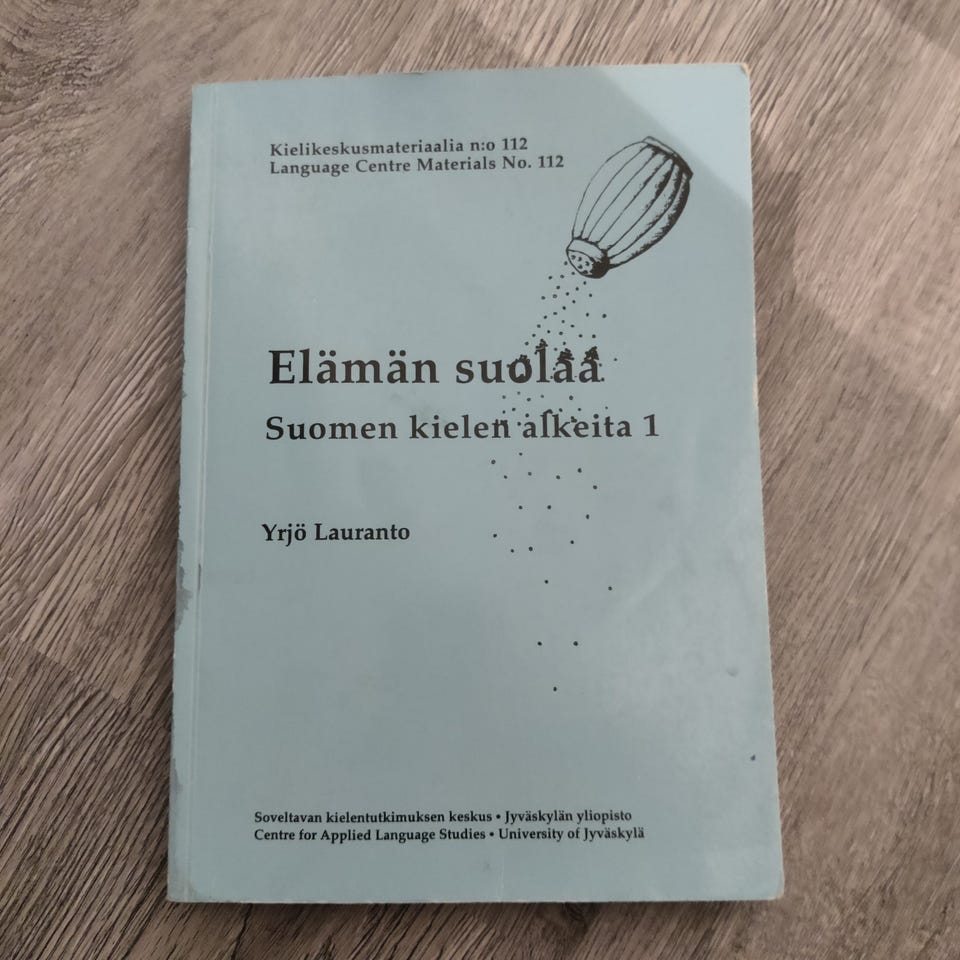 Kielikeskusmateriaalia n:o 112
Language Centre Materials No. 112
Elämän suolaa
Suomen kielen alkeita 1
Yrjö Lauranto
Soveltavan kielentutkimuksen keskus • Jyväskylän yliopisto
Centre for Applied Language Studies • University of Jyväskylä